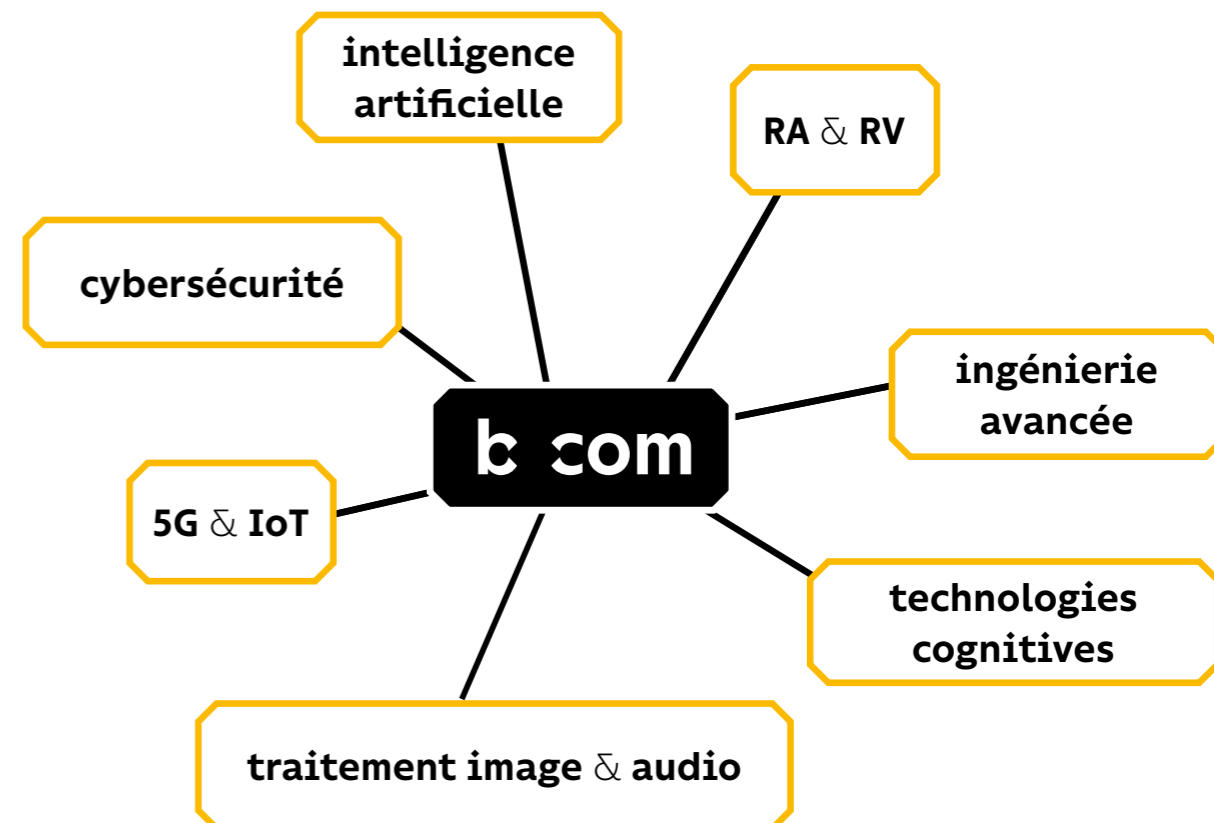 intelligence
artificielle
RA & RV
cybersécurité
ingénierie
avancée
b com
5G & IoT
technologies
cognitives
traitement image & audio